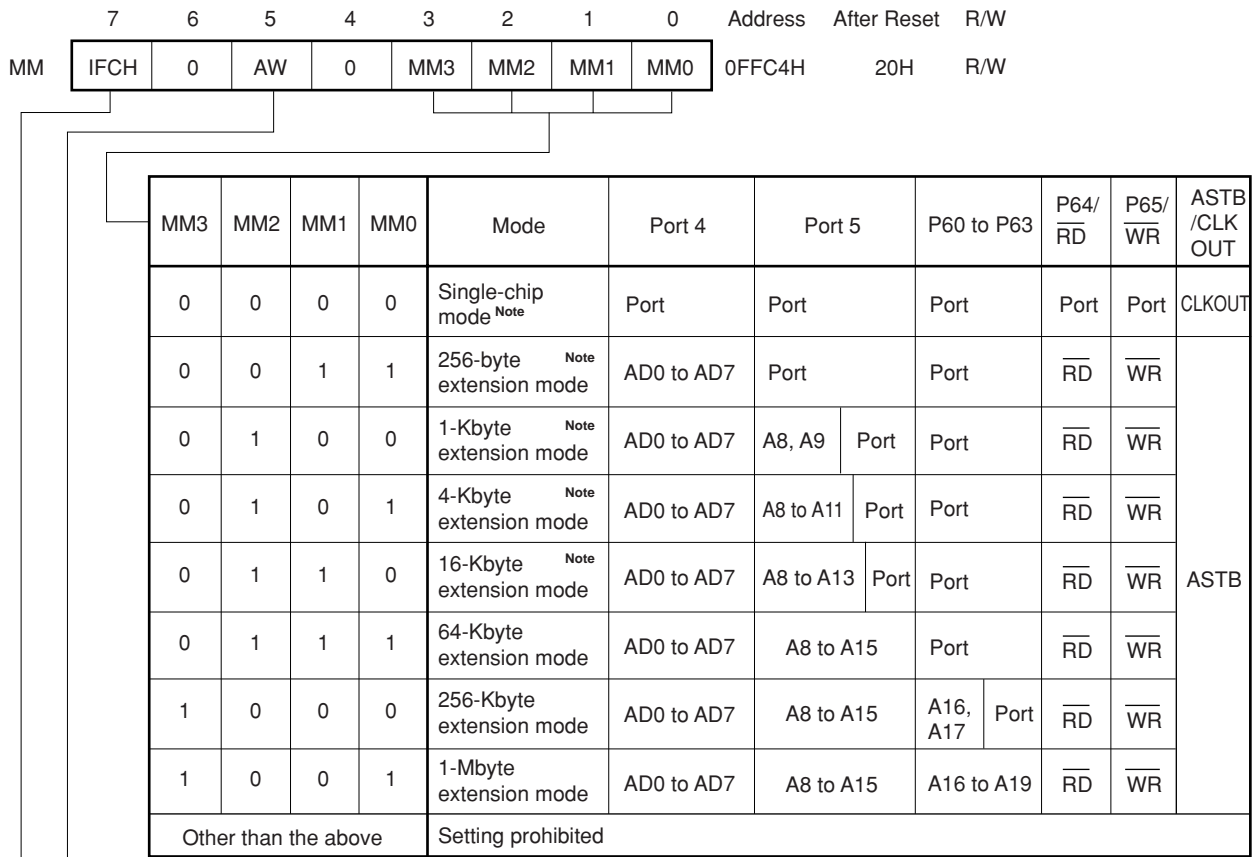 7 6 5 4 3 2 1 0 Address After Reset R/W
MM IFCH 0 AW 0 MM3 MM2 MM1 MM0 0FFC4H 20H R/W
MM3 MM2 MM1 MM0 Mode Port 4 Port 5 P60 to P63 P64/ RD P65/ WR ASTB /CLK OUT
0 0 0 0 Single-chip mode Note Port Port Port Port Port CLKOUT
0 0 1 1 256-byte Note extension mode AD0 to AD7 Port Port RD WR
0 1 0 0 1-Kbyte Note extension mode AD0 to AD7 A8, A9 Port Port RD WR
0 1 0 1 4-Kbyte Note extension mode AD0 to AD7 A8 to A11 Port Port RD WR
0 1 1 0 16-Kbyte Note extension mode AD0 to AD7 A8 to A13 Port Port RD WR ASTB
0 1 1 1 64-Kbyte extension mode AD0 to AD7 A8 to A15 Port RD WR
1 0 0 0 256-Kbyte extension mode AD0 to AD7 A8 to A15 A16, A17 Port RD WR
1 0 0 1 1-Mbyte extension mode AD0 to AD7 A8 to A15 A16 to A19 RD WR
Other than the above Setting prohibited